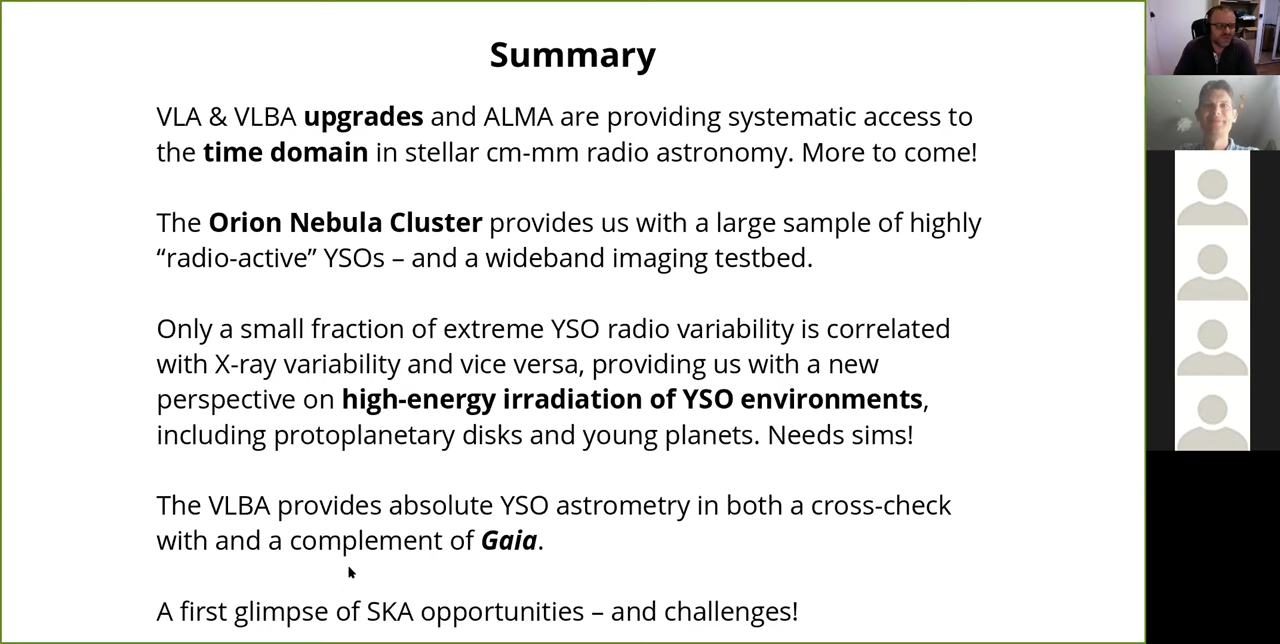 Summary
VLA & VLBA upgrades and ALMA are providing systematic access to
the time domain in stellar cm-mm radio astronomy. More to come!
The Orion Nebula Cluster provides us with a large sample of highly
“radio-active” YSOs – and a wideband imaging testbed.
Only a small fraction of extreme YSO radio variability is correlated
with X-ray variability and vice versa, providing us with a new
perspective on high-energy irradiation of YSO environments,
including protoplanetary disks and young planets. Needs sims!
The VLBA provides absolute YSO astrometry in both a cross-check
with and a complement of Gaia.
A first glimpse of SKA opportunities – and challenges!